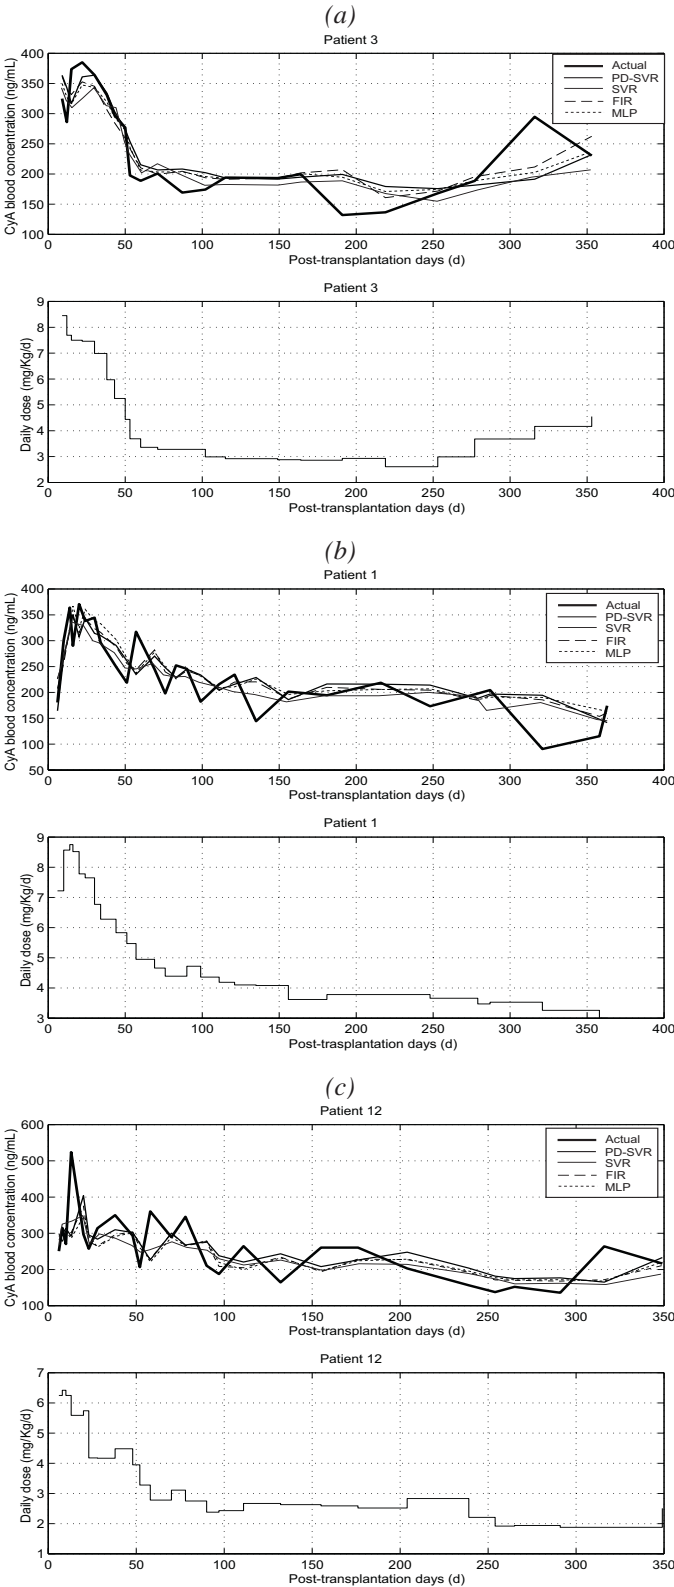 (a)
Patient 3
CyA blood concentration (ng/mL)
400
350
300
250
200
150
100
0 50 100 150 200 250 300 350 400
Actual
PD-SVR
SVR
FIR
MLP
Post-transplantation days (d)
Patient 3
Daily dose (mg/Kg/d)
9
8
7
6
5
4
3
2
0 50 100 150 200 250 300 350 400
Post-transplantation days (d)
(b)
Patient 1
CyA blood concentration (ng/mL)
400
350
300
250
200
150
100
50
0 50 100 150 200 250 300 350 400
Actual
PD-SVR
SVR
FIR
MLP
Post-transplantation days (d)
Patient 1
Daily dose (mg/Kg/d)
9
8
7
6
5
4
3
0 50 100 150 200 250 300 350 400
Post-trasplantation days (d)
(c)
Patient 12
CyA blood concentration (ng/mL)
600
500
400
300
200
100
0 50 100 150 200 250 300 350
Actual
PD-SVR
SVR
FIR
MLP
Post-transplantation days (d)
Patient 12
Daily dose (mg/Kg/d)
7
6
5
4
3
2
1
0 50 100 150 200 250 300 350
Post-trasplantation days (d)